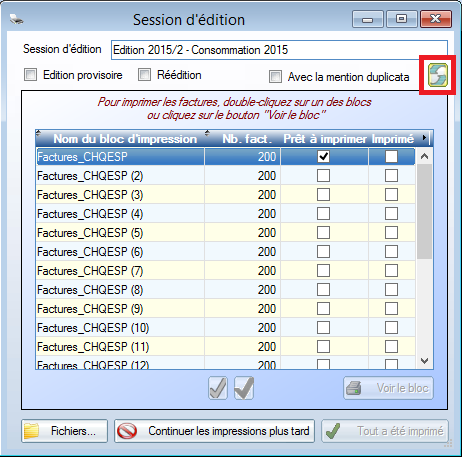 Session d'édition
Session d'édition Edition 2015/2 - Consommation 2015
Edition provisoire Réédition Avec la mention duplicata
Pour imprimer les factures, double-cliquez sur un des blocs
ou cliquez sur le bouton "Voir le bloc"
Nom du bloc d'impression Nb. fact. Prêt à imprimer Imprimé
Factures_CHQESP 200
Factures_CHQESP (2) 200
Factures_CHQESP (3) 200
Factures_CHQESP (4) 200
Factures_CHQESP (5) 200
Factures_CHQESP (6) 200
Factures_CHQESP (7) 200
Factures_CHQESP (8) 200
Factures_CHQESP (9) 200
Factures_CHQESP (10) 200
Factures_CHQESP (11) 200
Factures_CHQESP (12) 200
Voir le bloc
Fichiers... Continuer les impressions plus tard Tout a été imprimé